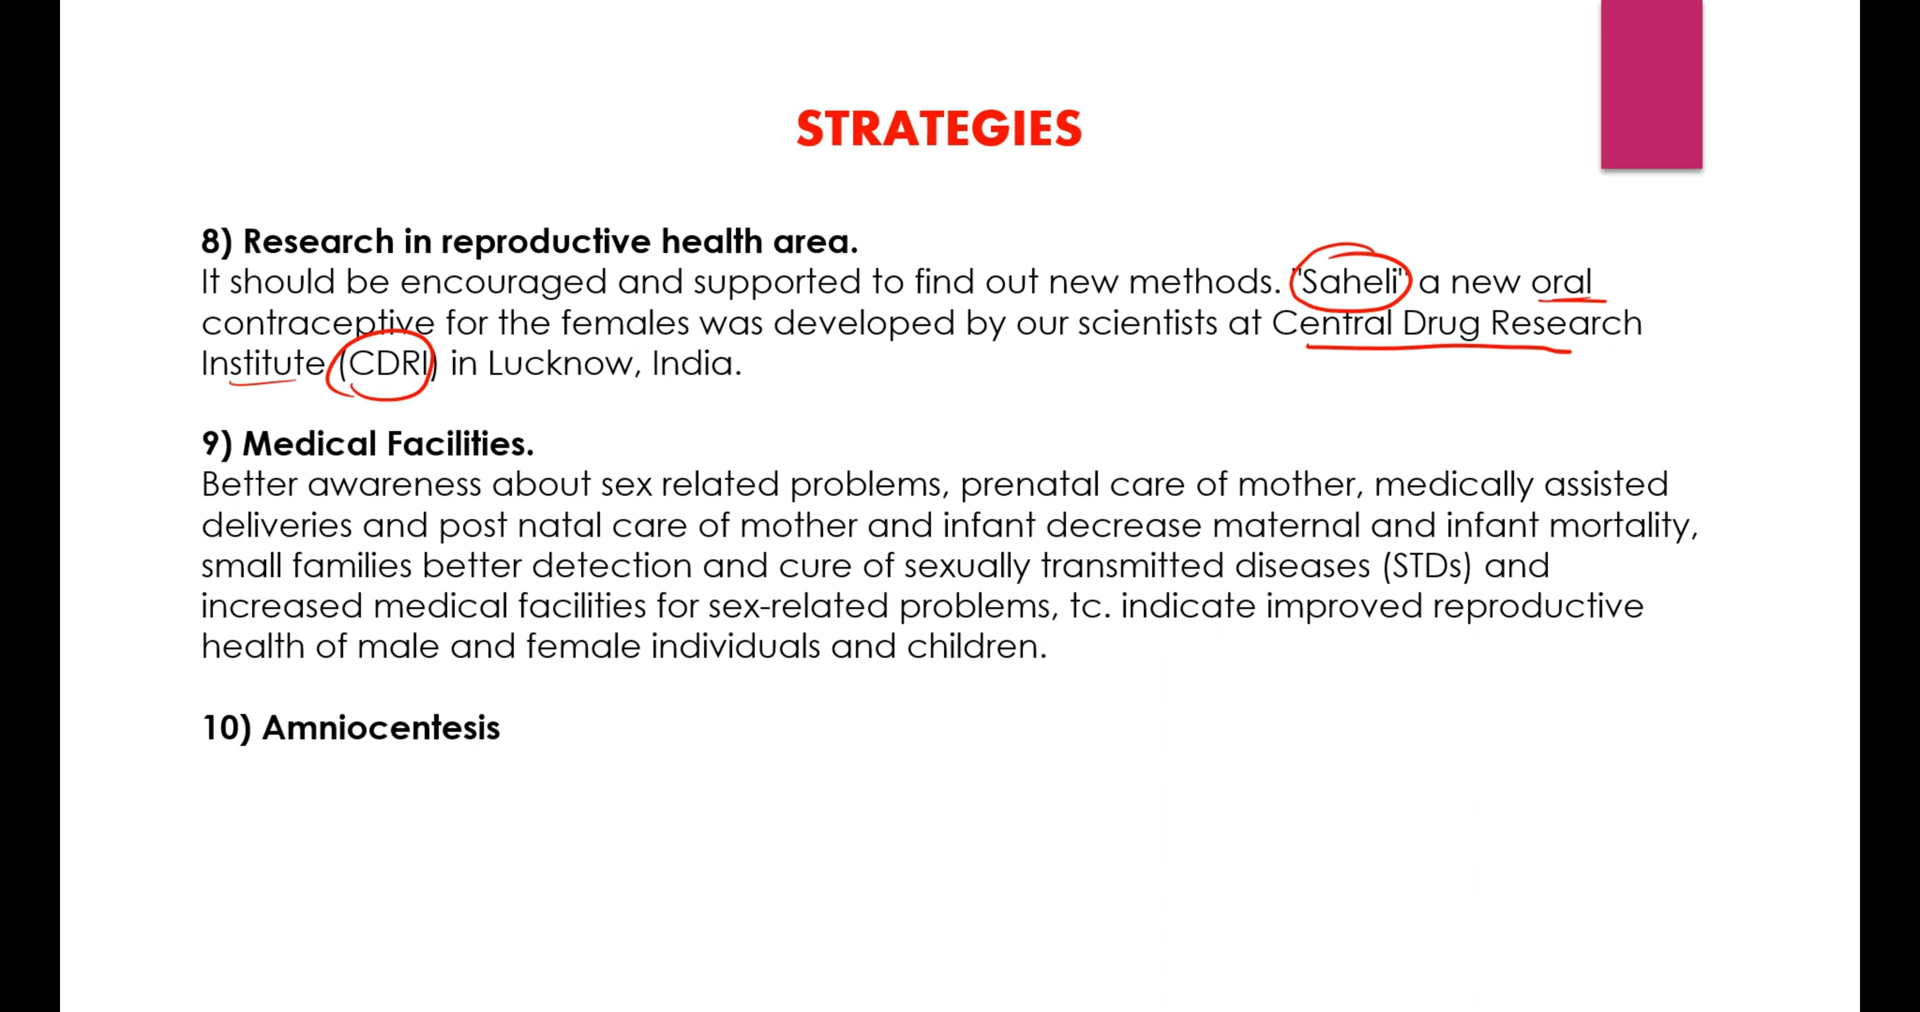 STRATEGIES
8) Research in reproductive health area.
It should be encouraged and supported to find out new methods. "Saheli" a new oral
contraceptive for the females was developed by our scientists at Central Drug Research
Institute (CDRI) in Lucknow, India.
9) Medical Facilities.
Better awareness about sex related problems, prenatal care of mother, medically assisted
deliveries and post natal care of mother and infant decrease maternal and infant mortality,
small families better detection and cure of sexually transmitted diseases (STDs) and
increased medical facilities for sex-related problems, tc. indicate improved reproductive
health of male and female individuals and children.
10) Amniocentesis